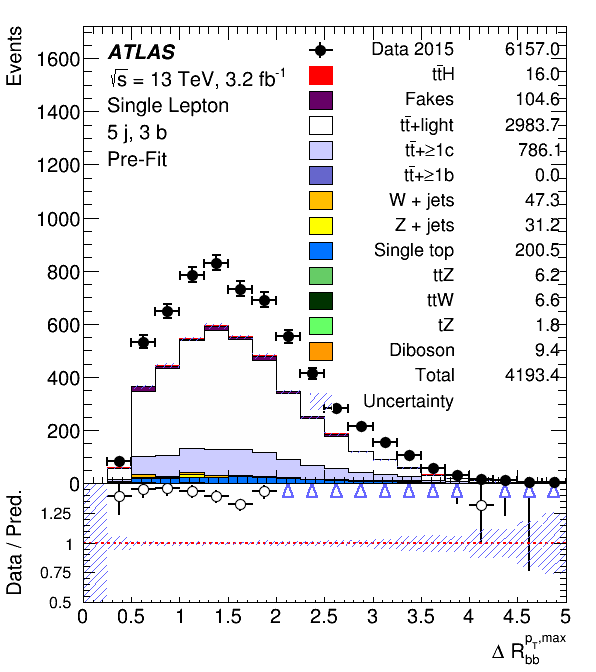 Events
1600
1400
1200
1000
800
600
400
200
0
ATLAS
√s = 13 TeV, 3.2 fb-1
Single Lepton
5 j, 3 b
Pre-Fit
Data 2015 6157.0
tt̄H 16.0
Fakes 104.6
tt̄+light 2983.7
tt̄+≥1c 786.1
tt̄+≥1b 0.0
W + jets 47.3
Z + jets 31.2
Single top 200.5
ttZ 6.2
ttW 6.6
tZ 1.8
Diboson 9.4
Total 4193.4
Uncertainty
Data / Pred.
1.25
1
0.75
0.5
0 0.5 1 1.5 2 2.5 3 3.5 4 4.5 5
Δ R bb pT,max